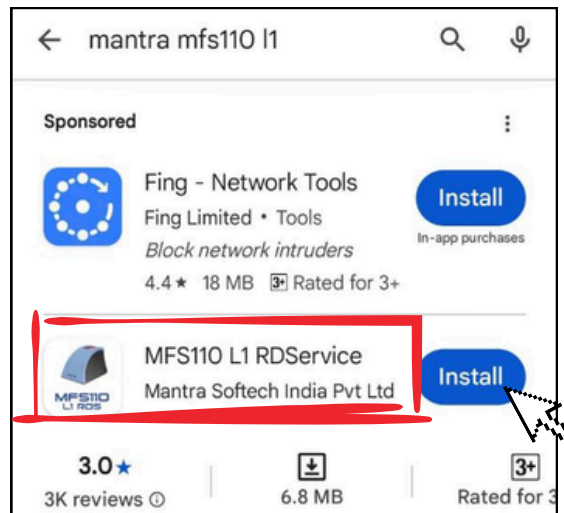 mantra mfs110 l1
Sponsored
Fing - Network Tools
Install
Fing Limited • Tools
In-app purchases
Block network intruders
4.4★ 18 MB 3+ Rated for 3+
MFS110 L1 RDService
Install
Mantra Softech India Pvt Ltd
MFS110
L1 RDS
3.0★
3+
3K reviews
6.8 MB
Rated for 3